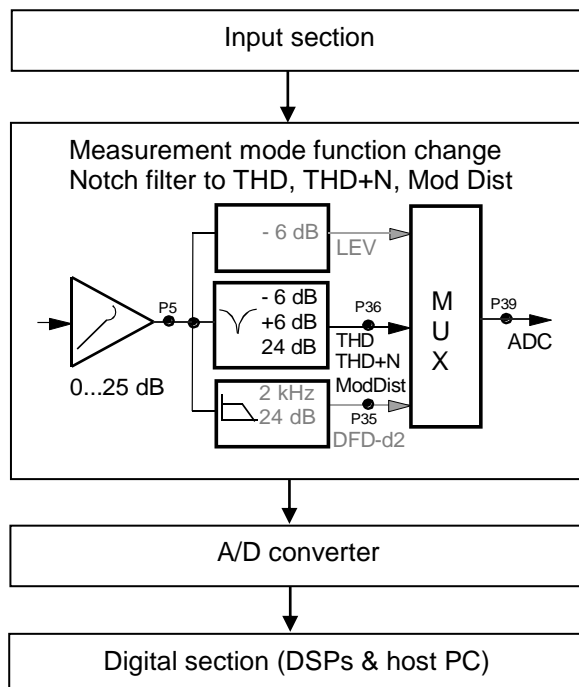 Input section
Measurement mode function change
Notch filter to THD, THD+N, Mod Dist
- 6 dB
LEV
P5
- 6 dB
+6 dB
24 dB
P36
THD
THD+N
M
U
X
P39
ADC
0...25 dB
2 kHz
24 dB
ModDist
P35
DFD-d2
A/D converter
Digital section (DSPs & host PC)